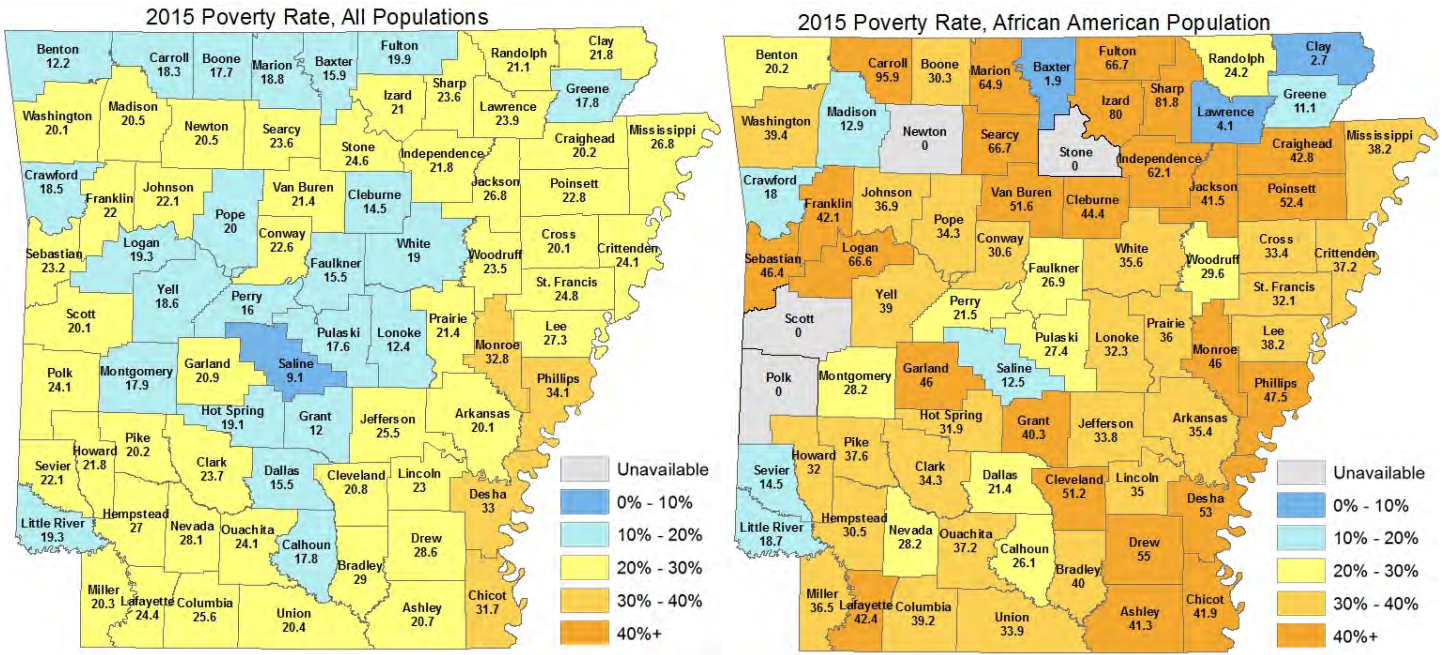 2015 Poverty Rate, All Populations
Benton
12.2
Carroll
18.3
Boone
17.7
Marion
18.8
Baxter
15.9
Fulton
19.9
Randolph
21.1
Clay
21.8
Washington
20.1
Madison
20.5
Newton
20.5
Searcy
23.6
Stone
24.6
Izard
21
Sharp
23.6
Lawrence
23.9
Greene
17.8
Craighead
20.2
Mississippi
26.8
Crawford
18.5
Franklin
22
Johnson
22.1
Pope
20
Van Buren
21.4
Cleburne
14.5
Independence
21.8
Jackson
26.8
Poinsett
22.8
Sebastian
23.2
Logan
19.3
Conway
22.6
Faulkner
15.5
White
19
Woodruff
23.5
Cross
20.1
Crittenden
24.1
St. Francis
24.8
Scott
20.1
Yell
18.6
Perry
16
Pulaski
17.6
Lonoke
12.4
Prairie
21.4
Monroe
32.8
Lee
27.3
Phillips
34.1
Polk
24.1
Montgomery
17.9
Garland
20.9
Saline
9.1
Hot Spring
19.1
Grant
12
Jefferson
25.5
Arkansas
20.1
Sevier
22.1
Howard
21.8
Pike
20.2
Clark
23.7
Dallas
15.5
Cleveland
20.8
Lincoln
23
Desha
33
Little River
19.3
Hempstead
27
Nevada
28.1
Ouachita
24.1
Calhoun
17.8
Bradley
29
Drew
28.6
Miller
20.3
Lafayette
24.4
Columbia
25.6
Union
20.4
Ashley
20.7
Chicot
31.7
Unavailable
0% - 10%
10% - 20%
20% - 30%
30% - 40%
40%+
2015 Poverty Rate, African American Population
Benton
20.2
Carroll
95.9
Boone
30.3
Marion
64.9
Baxter
1.9
Fulton
66.7
Randolph
24.2
Clay
2.7
Washington
39.4
Madison
12.9
Newton
0
Searcy
66.7
Stone
0
Izard
80
Sharp
81.8
Lawrence
4.1
Greene
11.1
Craighead
42.8
Mississippi
38.2
Crawford
18
Franklin
42.1
Johnson
36.9
Pope
34.3
Van Buren
51.6
Cleburne
44.4
Independence
62.1
Jackson
41.5
Poinsett
52.4
Sebastian
46.4
Logan
66.6
Conway
30.6
Faulkner
26.9
White
35.6
Woodruff
29.6
Cross
33.4
Crittenden
37.2
St. Francis
32.1
Scott
0
Yell
39
Perry
21.5
Pulaski
27.4
Lonoke
32.3
Prairie
36
Monroe
46
Lee
38.2
Phillips
47.5
Polk
0
Montgomery
28.2
Garland
46
Saline
12.5
Hot Spring
31.9
Grant
40.3
Jefferson
33.8
Arkansas
35.4
Sevier
14.5
Howard
32
Pike
37.6
Clark
34.3
Dallas
21.4
Cleveland
51.2
Lincoln
35
Desha
53
Little River
18.7
Hempstead
30.5
Nevada
28.2
Ouachita
37.2
Calhoun
26.1
Bradley
40
Drew
55
Miller
36.5
Lafayette
42.4
Columbia
39.2
Union
33.9
Ashley
41.3
Chicot
41.9
Unavailable
0% - 10%
10% - 20%
20% - 30%
30% - 40%
40%+